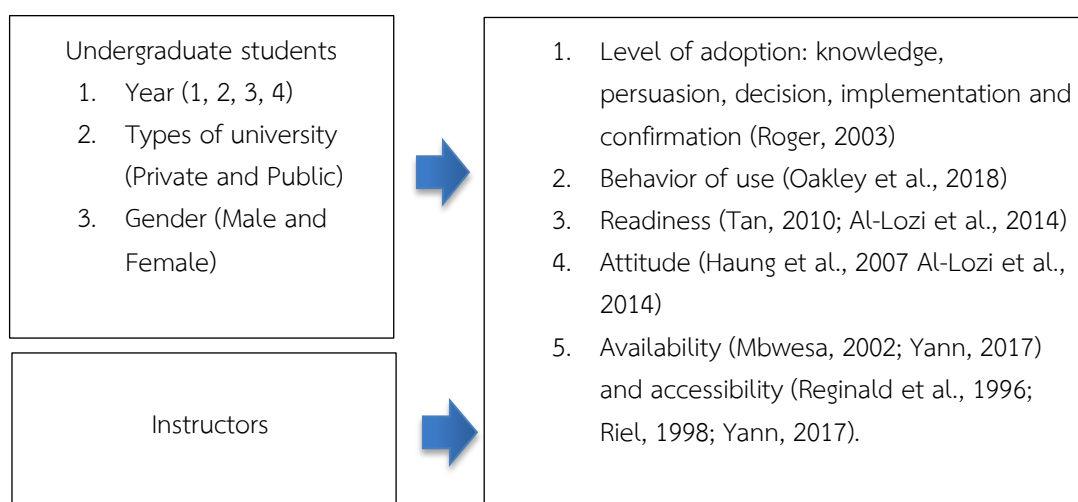 Undergraduate students
1. Year (1, 2, 3, 4)
2. Types of university
(Private and Public)
3. Gender (Male and
Female)
Instructors
1. Level of adoption: knowledge,
persuasion, decision, implementation and
confirmation (Roger, 2003)
2. Behavior of use (Oakley et al., 2018)
3. Readiness (Tan, 2010; Al-Lozi et al., 2014)
4. Attitude (Haung et al., 2007 Al-Lozi et al.,
2014)
5. Availability (Mbwesa, 2002; Yann, 2017)
and accessibility (Reginald et al., 1996;
Riel, 1998; Yann, 2017).